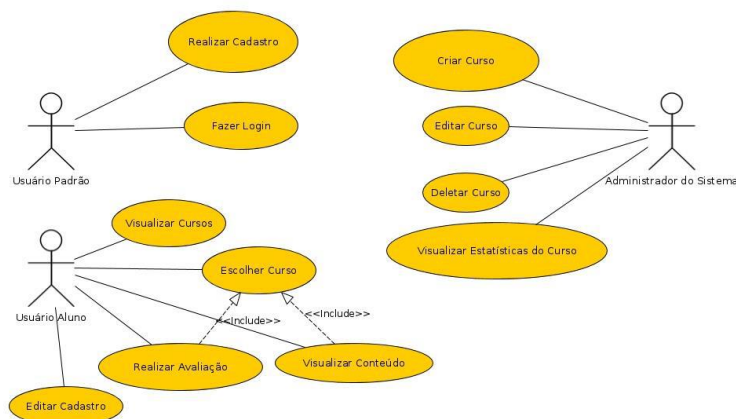 Realizar Cadastro
Fazer Login
Usuário Padrão
Criar Curso
Editar Curso
Deletar Curso
Visualizar Estatísticas do Curso
Administrador do Sistema
Visualizar Cursos
Escolher Curso
Usuário Aluno
<<Include>>
<<Include>>
Realizar Avaliação
Visualizar Conteúdo
Editar Cadastro